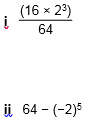 i (16 × 2³)
64
ii 64 – (–2)⁵